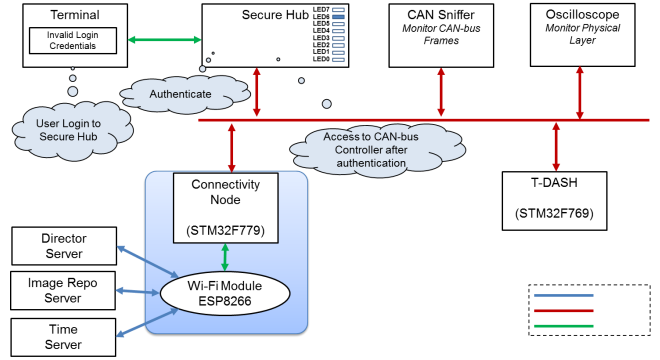 Terminal
Invalid Login
Credentials
Secure Hub
LED7
LED6
LED5
LED4
LED3
LED2
LED1
LED0
CAN Sniffer
Monitor CAN-bus
Frames
Oscilloscope
Monitor Physical
Layer
Authenticate
User Login to
Secure Hub
Access to CAN-bus
Controller after
authentication
Connectivity
Node
(STM32F779)
T-DASH
(STM32F769)
Director
Server
Image Repo
Server
Time
Server
Wi-Fi Module
ESP8266